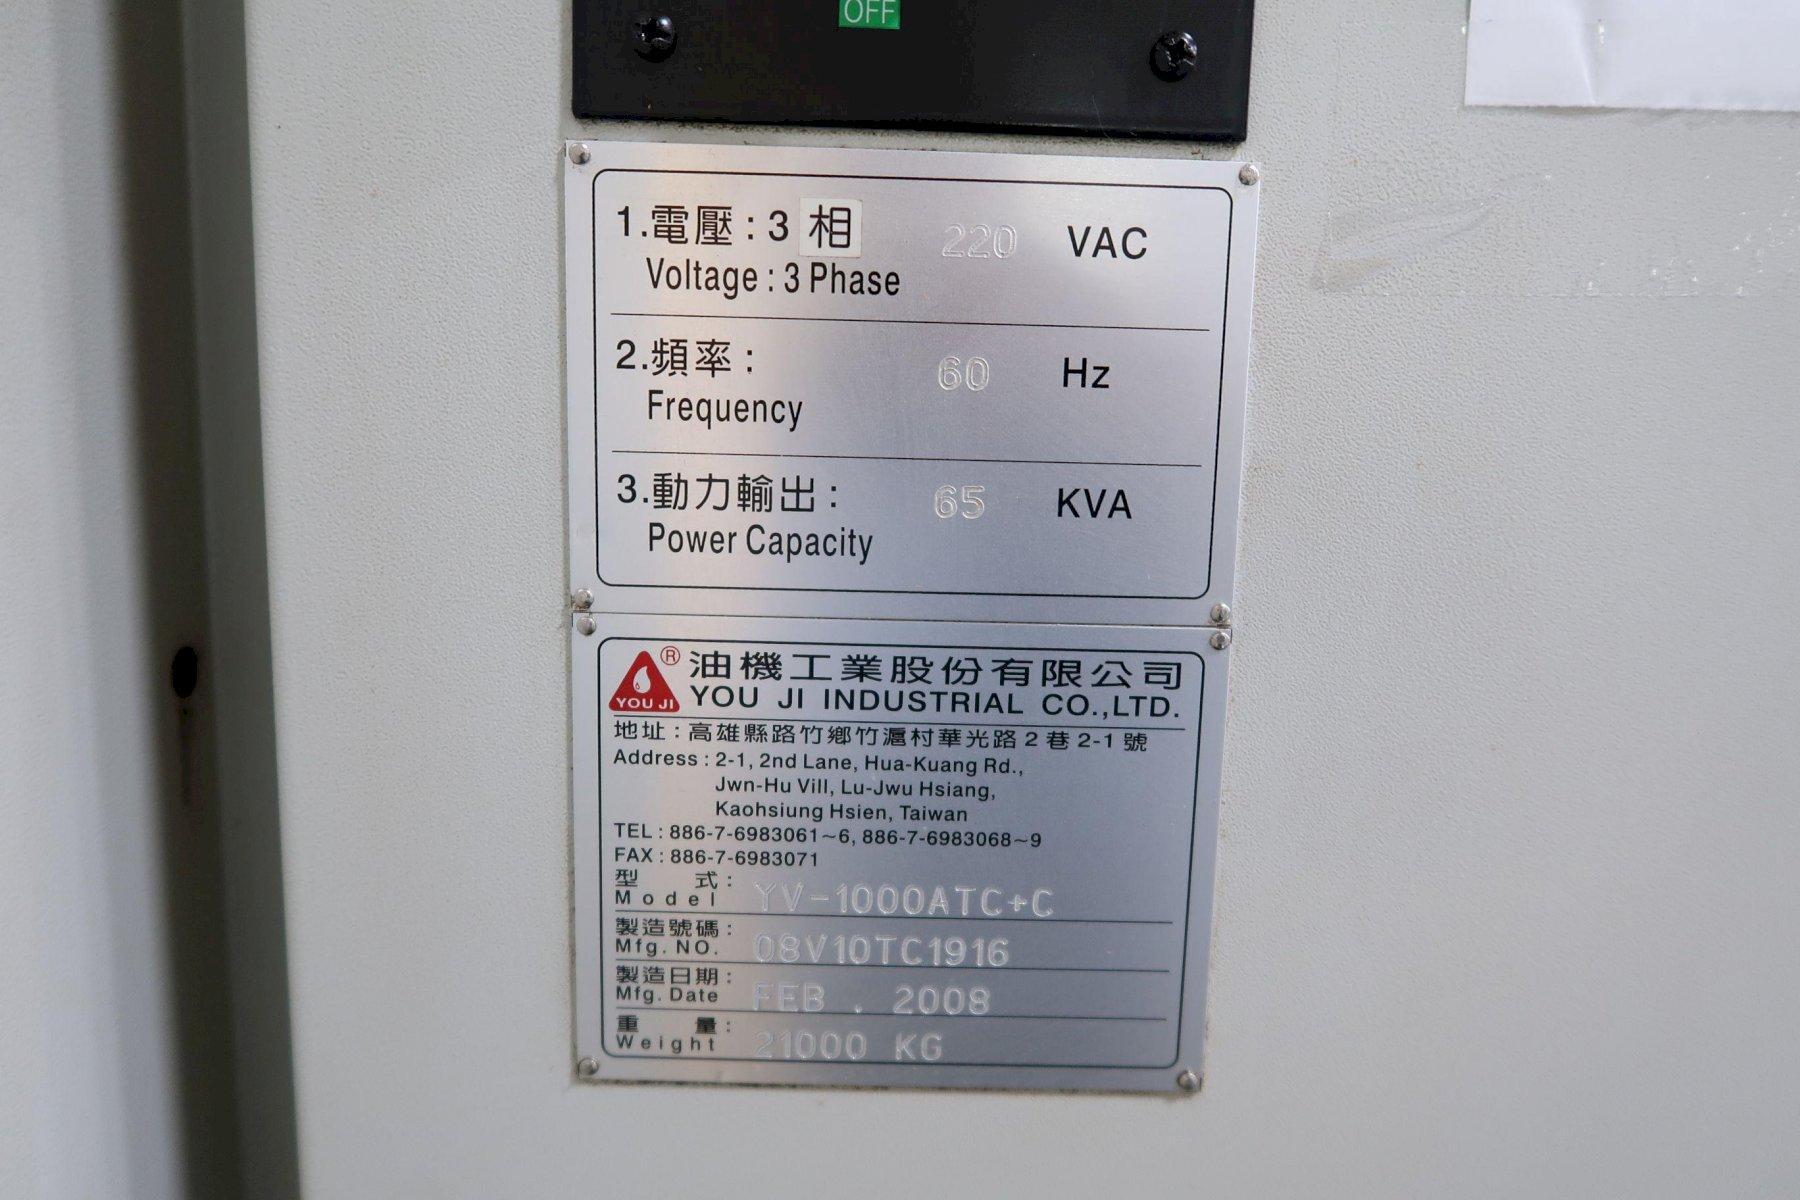 OFF
1.電壓:3相 220 VAC
Voltage:3 Phase
2.頻率: 60 Hz
Frequency
3.動力輸出: 65 KVA
Power Capacity
YOU JI ® 油機工業股份有限公司
YOU JI INDUSTRIAL CO.,LTD.
地址:高雄縣路竹鄉竹滬村華光路2巷2-1號
Address:2-1, 2nd Lane, Hua-Kuang Rd.,
Jwn-Hu Vill, Lu-Jwu Hsiang,
Kaohsiung Hsien, Taiwan
TEL:886-7-6983061~6, 886-7-6983068~9
FAX:886-7-6983071
型式:
Model YV-1000ATC+C
製造號碼:
Mfg. NO. 08V10TC1916
製造日期:
Mfg. Date FEB . 2008
重量:
Weight 21000 KG